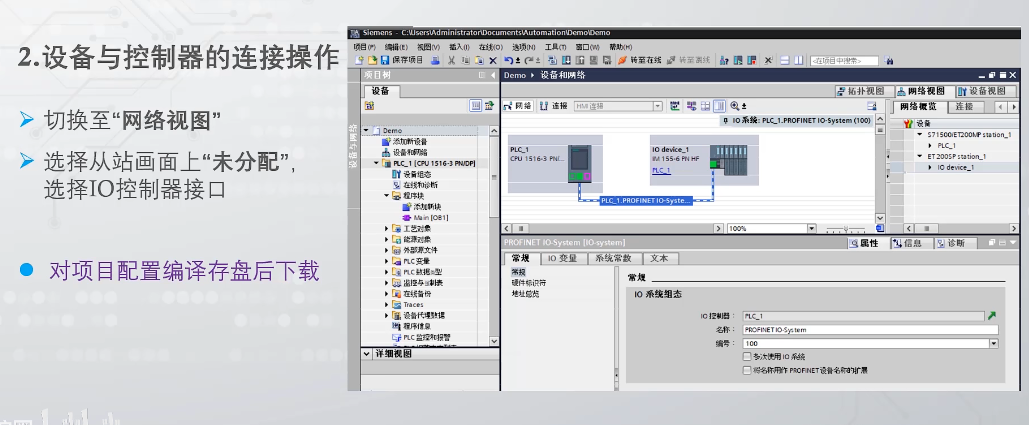 2.设备与控制器的连接操作
切换至“网络视图”
选择从站画面上“未分配”,
选择IO控制器接口
对项目配置编译存盘后下载
Siemens - C:\Users\Administrator\Documents\Automation\Demo\Demo
项目(P) 编辑(E) 视图(V) 插入(I) 在线(O) 选项(N) 工具(T) 窗口(W) 帮助(H)
保存项目 转至在线 转至离线 <在项目中搜索>
项目树
设备
设备与网络
Demo
添加新设备
设备和网络
PLC_1 [CPU 1516-3 PN/DP]
设备组态
在线和诊断
程序块
添加新块
Main [OB1]
工艺对象
能源对象
外部源文件
PLC 变量
PLC 数据类型
监控与强制表
在线备份
Traces
设备代理数据
程序信息
PLC 监控和报警
详细视图
Demo 设备和网络
拓扑视图 网络视图 设备视图
网络 连接 HMI 连接
IO 系统: PLC_1.PROFINET IO-System (100)
PLC_1
CPU 1516-3 PN/...
IO device_1
IM 155-6 PN HF
PLC_1
PLC_1.PROFINET IO-Syste...
100%
网络概览 连接
设备
S71500/ET200MP station_1
PLC_1
ET 200SP station_1
IO device_1
PROFINET IO-System [IO-system]
属性 信息 诊断
常规 IO 变量 系统常数 文本
常规
硬件标识符
地址总览
常规
IO 系统组态
IO 控制器: PLC_1
名称: PROFINET IO-System
编号: 100
多次使用 IO 系统
将名称用作 PROFINET 设备名称的扩展